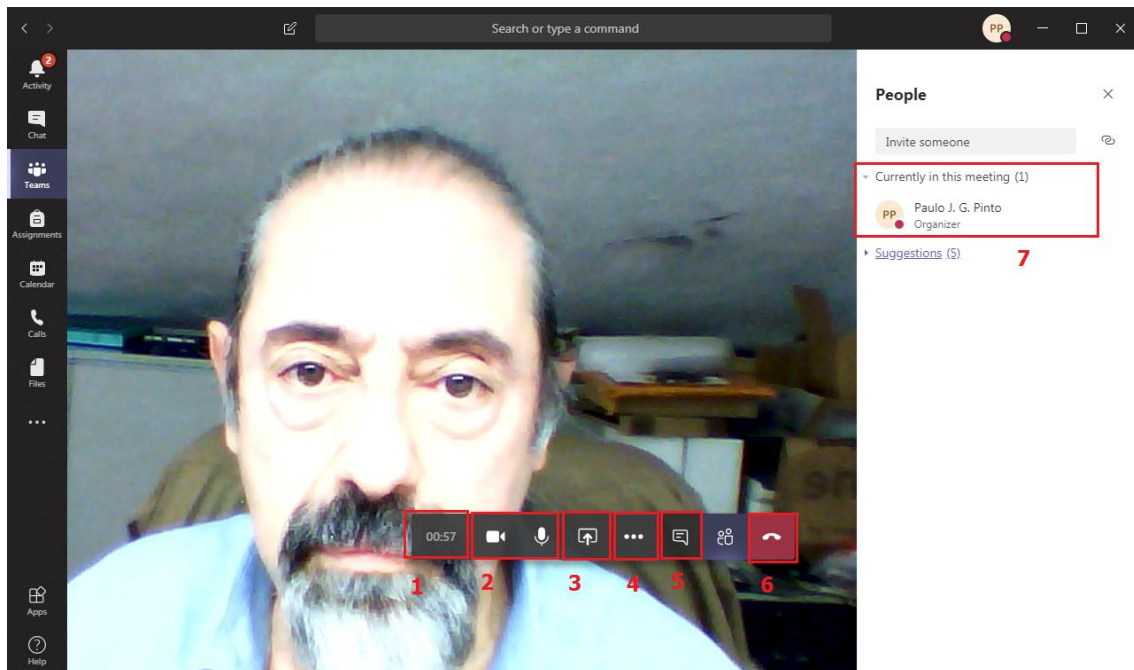 Search or type a command
PP
2
Activity
Chat
Teams
Assignments
Calendar
Calls
Files
Apps
Help
People
Invite someone
Currently in this meeting (1)
PP
Paulo J. G. Pinto
Organizer
Suggestions (5)
7
00:57
1
2
3
4
5
6